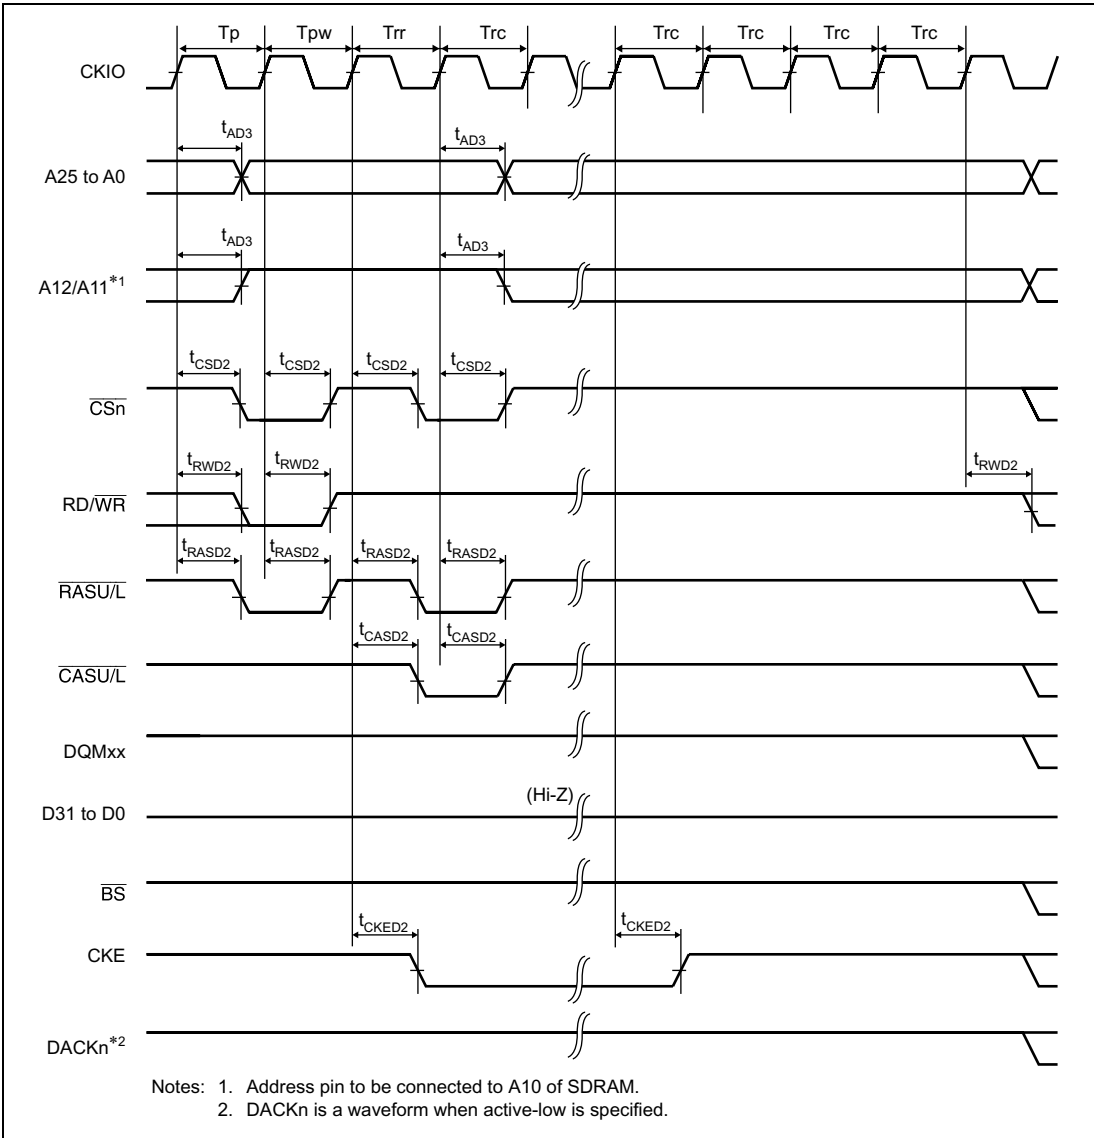 Tp Tpw Trr Trc Trc Trc Trc Trc
CKIO
tAD3 tAD3
A25 to A0
tAD3 tAD3
A12/A11*1
tCSD2 tCSD2 tCSD2 tCSD2
CSn
tRWD2 tRWD2 tRWD2
RD/WR
tRASD2 tRASD2 tRASD2 tRASD2
RASU/L
tCASD2 tCASD2
CASU/L
DQMxx
(Hi-Z)
D31 to D0
BS
tCKED2 tCKED2
CKE
DACKn*2
Notes: 1. Address pin to be connected to A10 of SDRAM.
2. DACKn is a waveform when active-low is specified.